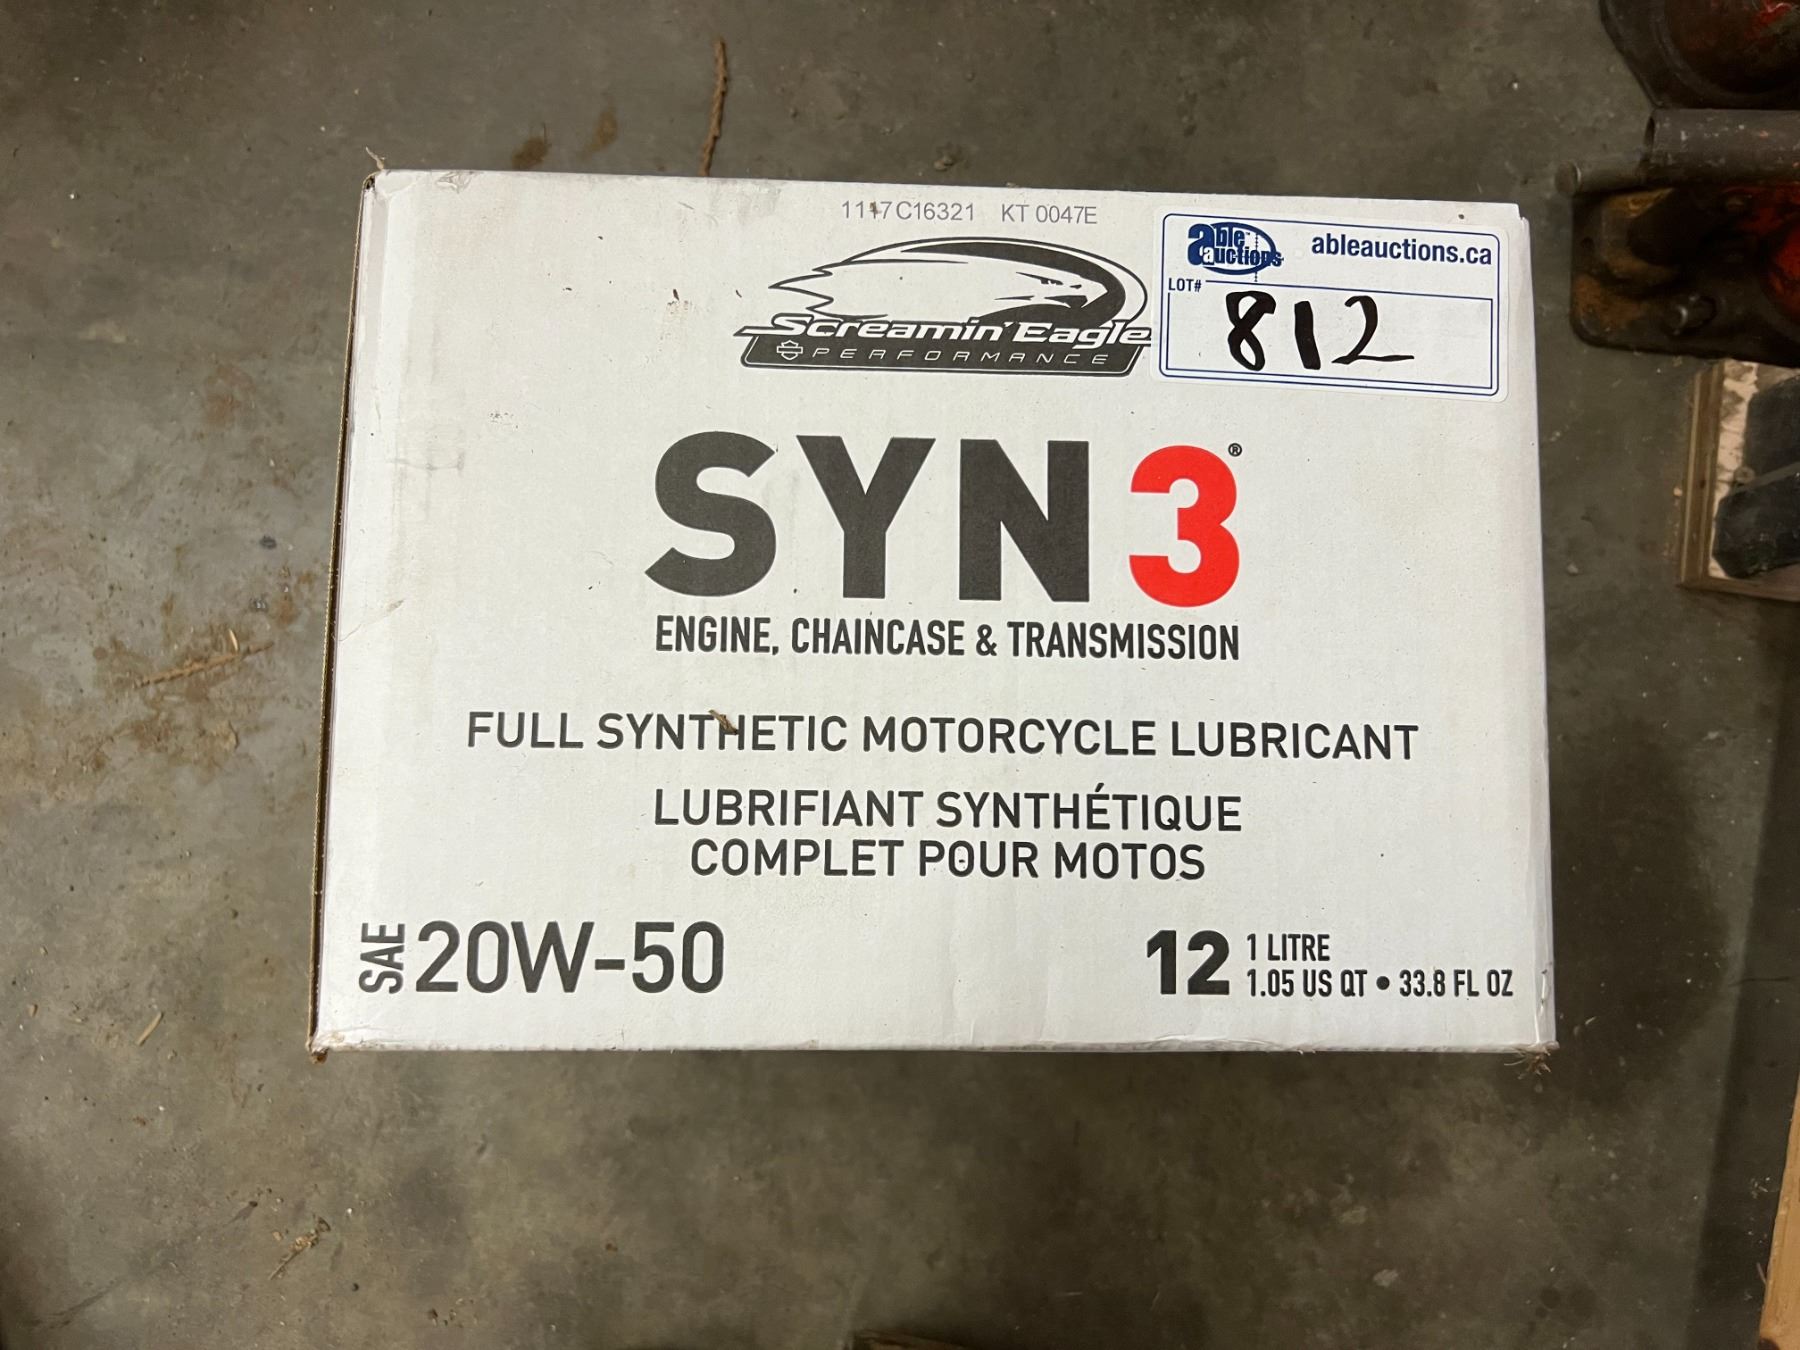 1117C16321 KT 0047E
able auctions™ ableauctions.ca
LOT#
812
Screamin' Eagle
PERFORMANCE
SYN3®
ENGINE, CHAINCASE & TRANSMISSION
FULL SYNTHETIC MOTORCYCLE LUBRICANT
LUBRIFIANT SYNTHÉTIQUE
COMPLET POUR MOTOS
SAE 20W-50
12 1 LITRE
1.05 US QT • 33.8 FL OZ